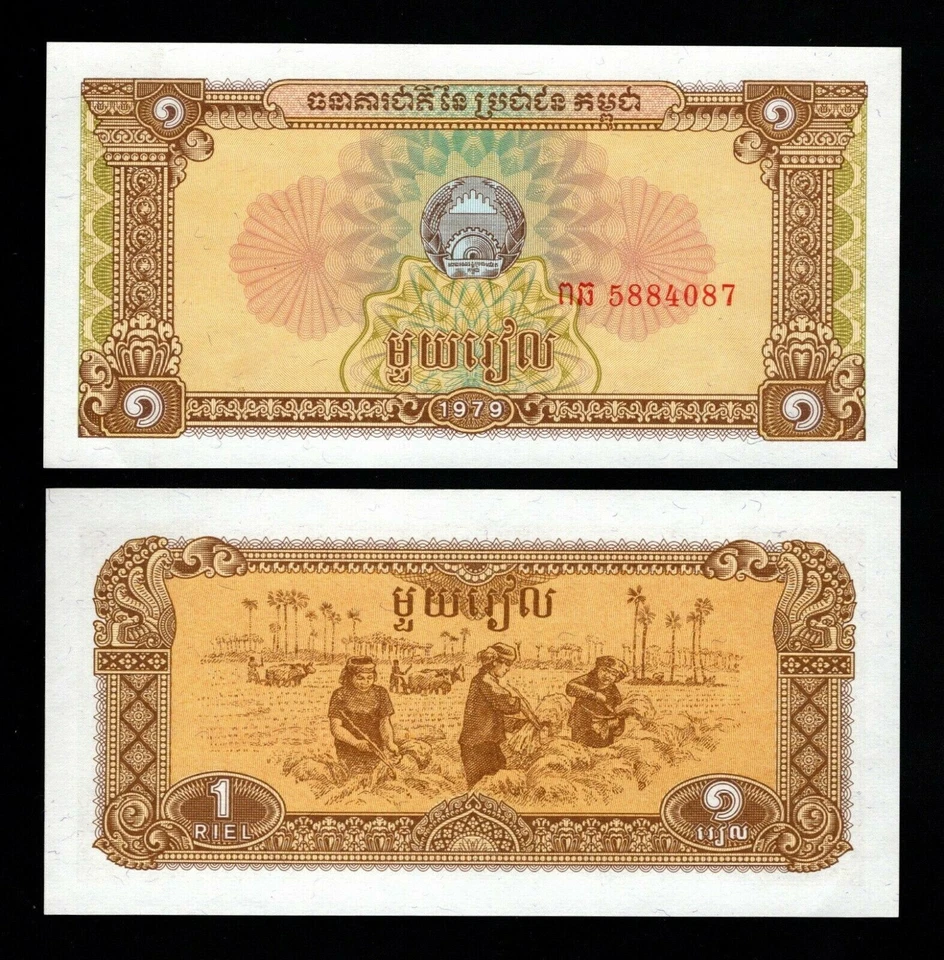 ធនាគារជាតិនៃ ប្រជាជន កម្ពុជា
១ ១
ពឆ 5884087
មួយរៀល
១ 1979 ១
មួយរៀល
1 ១
RIEL រៀល